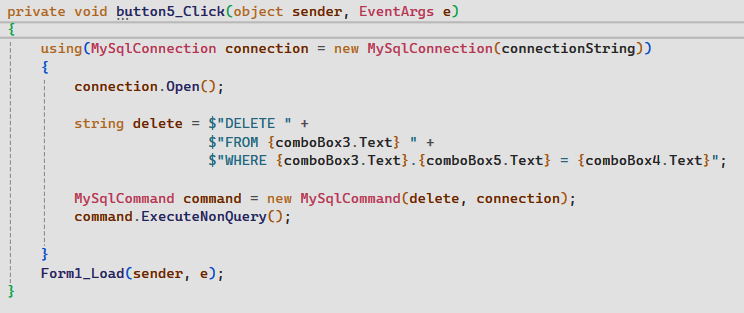 private void button5_Click(object sender, EventArgs e)
{
    using(MySqlConnection connection = new MySqlConnection(connectionString))
    {
        connection.Open();
        string delete = $"DELETE " +
                        $"FROM {comboBox3.Text} " +
                        $"WHERE {comboBox3.Text}.{comboBox5.Text} = {comboBox4.Text}";
        MySqlCommand command = new MySqlCommand(delete, connection);
        command.ExecuteNonQuery();
    }
    Form1_Load(sender, e);
}